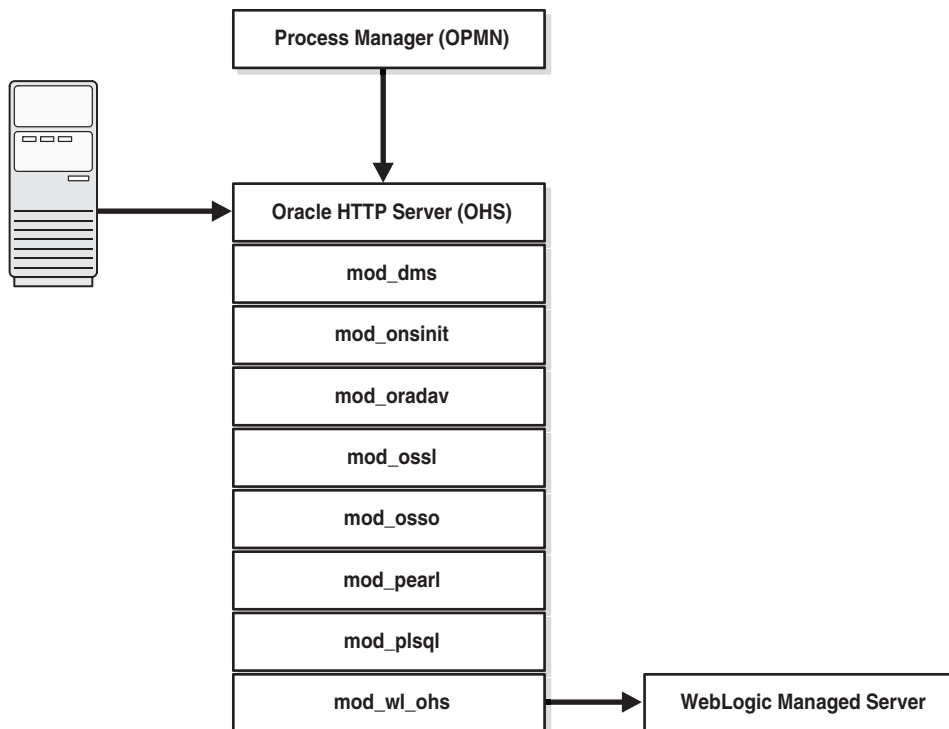 Process Manager (OPMN)
Oracle HTTP Server (OHS)
mod_dms
mod_onsinit
mod_oradav
mod_ossl
mod_osso
mod_pearl
mod_plsql
mod_wl_ohs
WebLogic Managed Server